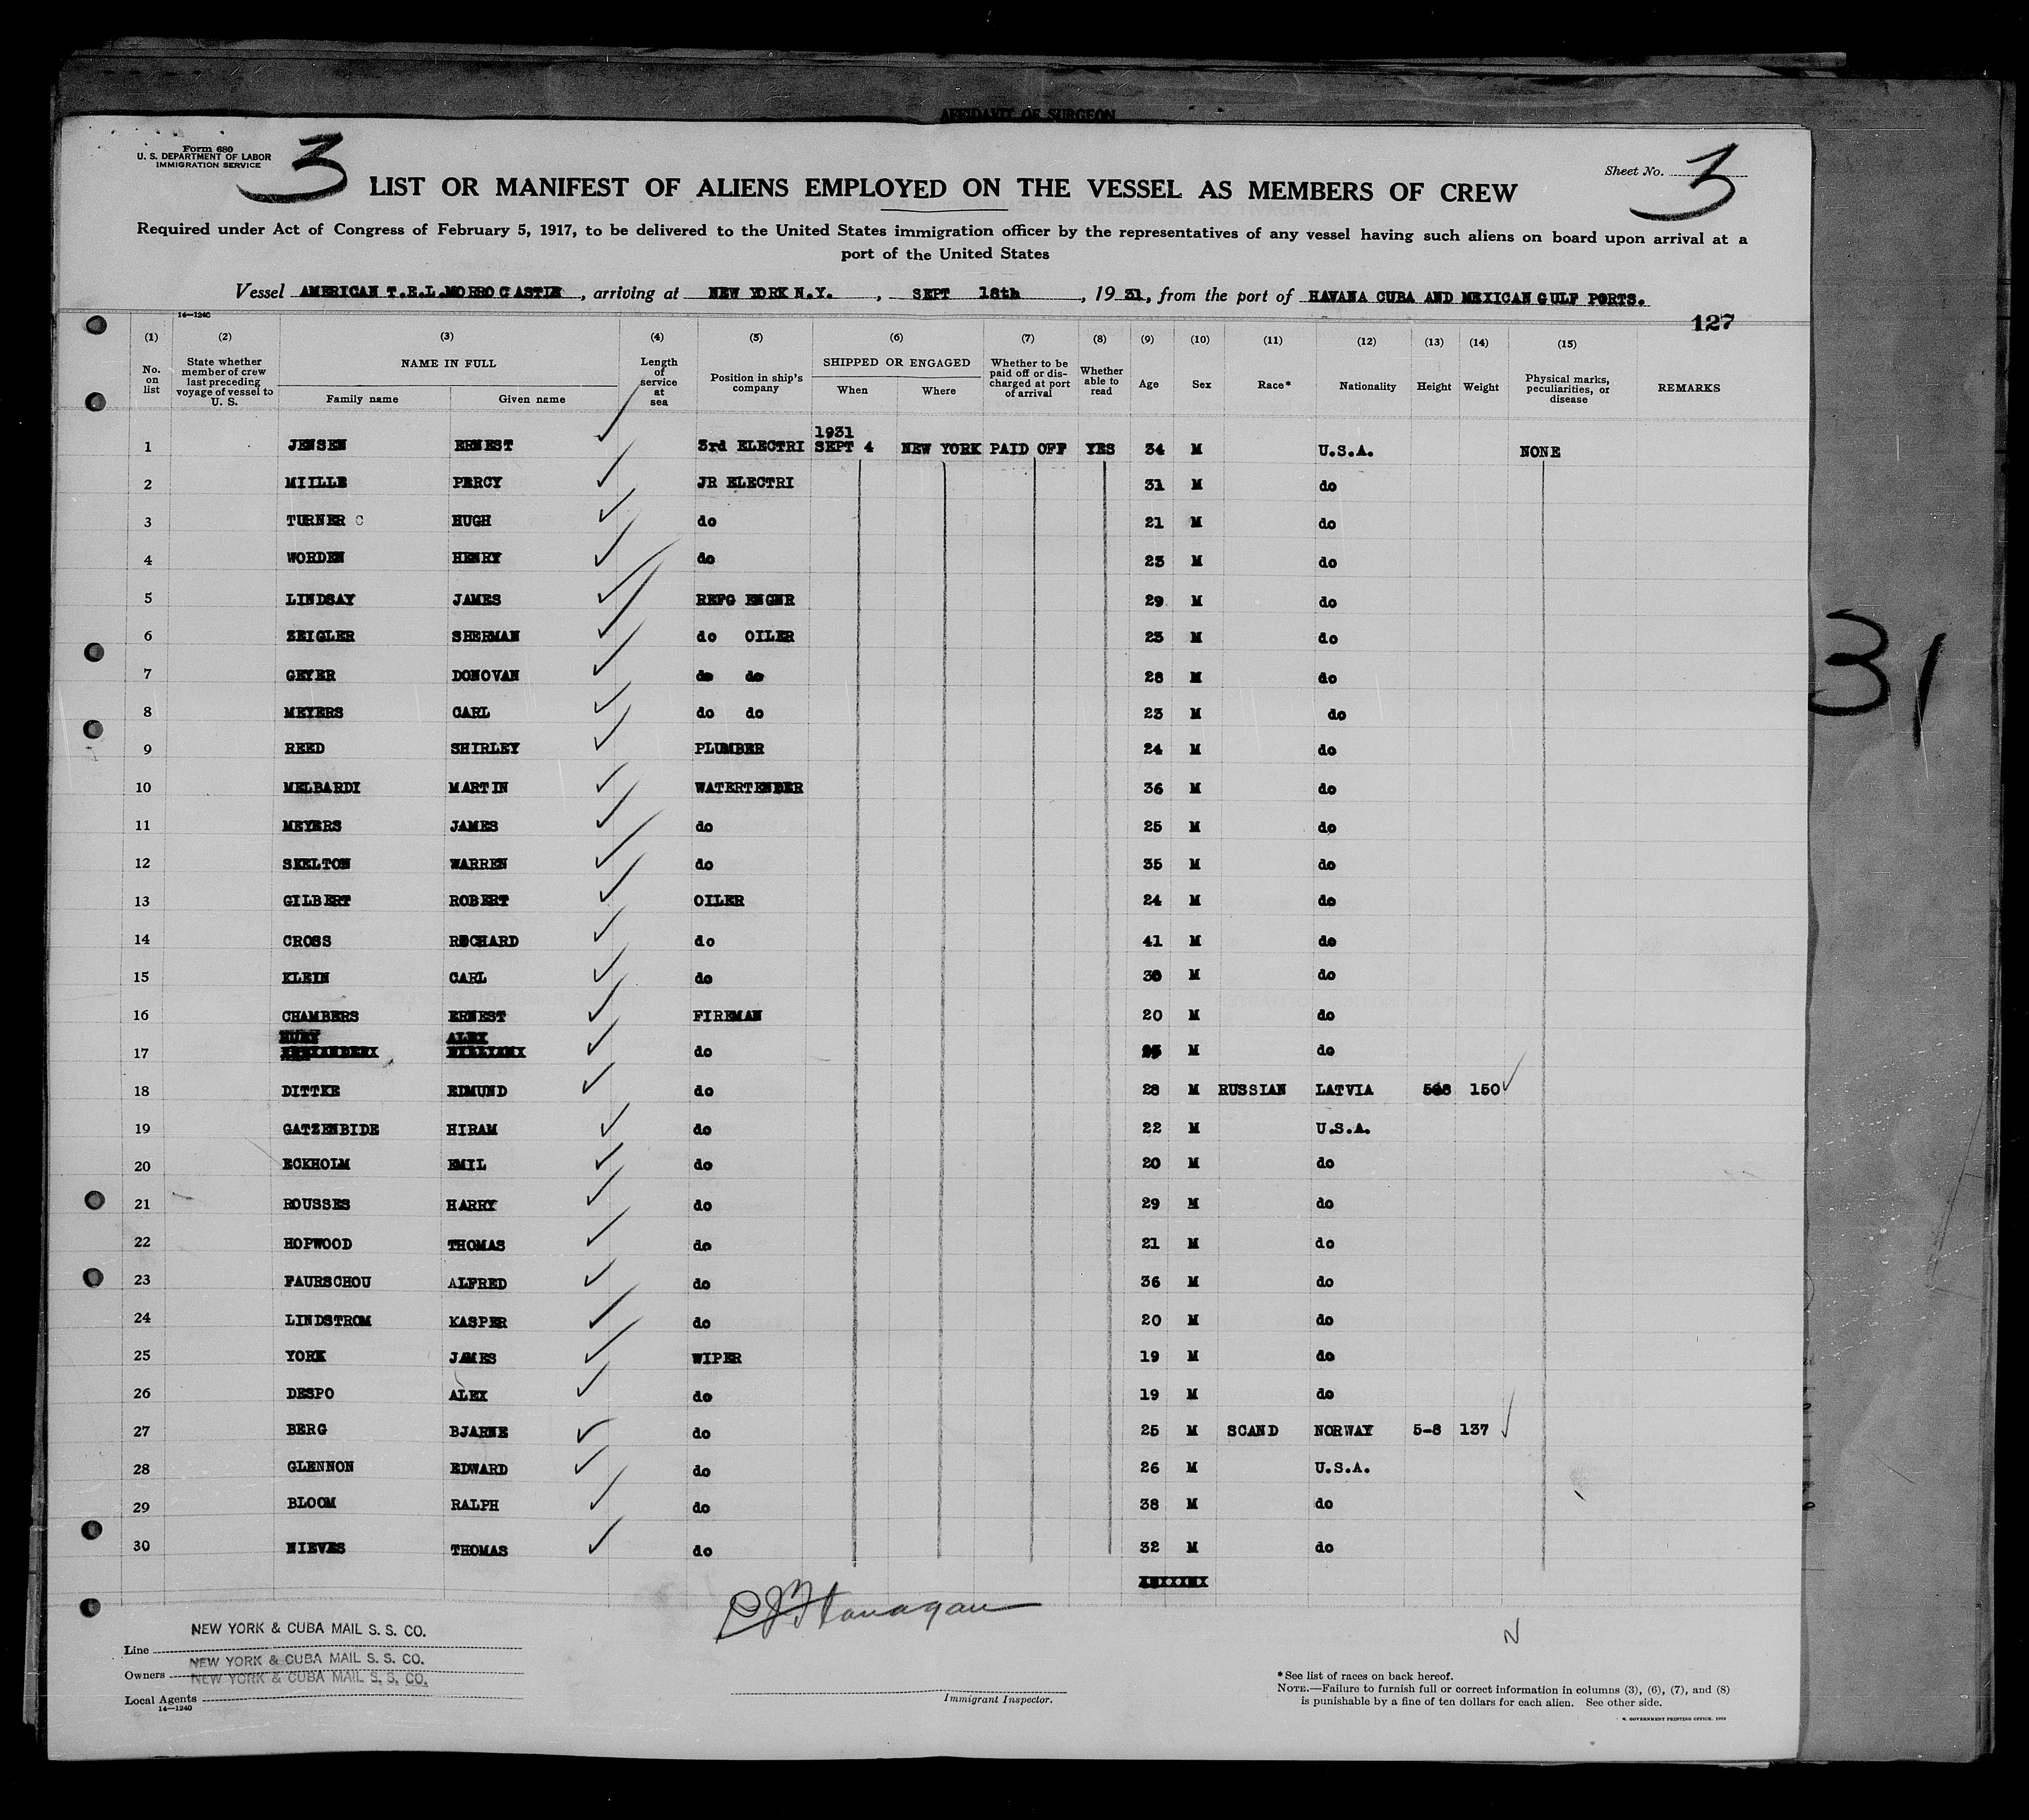 AFFIDAVIT OF SURGEON
Form 680
U. S. DEPARTMENT OF LABOR
IMMIGRATION SERVICE
3
Sheet No. 3
LIST OR MANIFEST OF ALIENS EMPLOYED ON THE VESSEL AS MEMBERS OF CREW
Required under Act of Congress of February 5, 1917, to be delivered to the United States immigration officer by the representatives of any vessel having such aliens on board upon arrival at a
port of the United States
Vessel AMERICAN T.E.L.MORRO CASTLE, arriving at NEW YORK N.Y., SEPT 18th, 19 31, from the port of HAVANA CUBA AND MEXICAN GULF PORTS.
14—1240
127
(1) (2) (3) (4) (5) (6) (7) (8) (9) (10) (11) (12) (13) (14) (15)
No. on list State whether member of crew last preceding voyage of vessel to U. S. NAME IN FULL Family name Given name Length of service at sea Position in ship's company SHIPPED OR ENGAGED When Where Whether to be paid off or discharged at port of arrival Whether able to read Age Sex Race* Nationality Height Weight Physical marks, peculiarities, or disease REMARKS
1 JENSEN ERNEST 3rd ELECTRI 1931 SEPT 4 NEW YORK PAID OFF YES 34 M U.S.A. NONE
2 MIILLE PERCY JR ELECTRI 31 M do
3 TURNER C HUGH do 21 M do
4 WORDEN HENRY do 23 M do
5 LINDSAY JAMES REFG ENGNR 29 M do
6 ZEIGLER SHERMAN do OILER 23 M do
7 GEYER DONOVAN do do 28 M do
8 MEYERS CARL do do 23 M do
9 REED SHIRLEY PLUMBER 24 M do
10 MELBARDI MARTIN WATERTENDER 36 M do
11 MEYERS JAMES do 25 M do
12 SKELTON WARREN do 35 M do
13 GILBERT ROBERT OILER 24 M do
14 CROSS RICHARD do 41 M do
15 KLEIN CARL do 30 M do
16 CHAMBERS ERNEST FIREMAN 20 M do
17 ALEX do M do
18 DITTKE EDMUND do 28 M RUSSIAN LATVIA 150
19 GATZENBIDE HIRAM do 22 M U.S.A.
20 ECKHOLM EMIL do 20 M do
21 ROUSSES HARRY do 29 M do
22 HOPWOOD THOMAS do 21 M do
23 FAURSCHOU ALFRED do 36 M do
24 LINDSTROM KASPER do 20 M do
25 YORK JAMES WIPER 19 M do
26 DESPO ALEX do 19 M do
27 BERG BJARNE do 25 M SCAND NORWAY 5-8 137
28 GLENNON EDWARD do 26 M U.S.A.
29 BLOOM RALPH do 38 M do
30 NIEVES THOMAS do 32 M do
31
N
Line NEW YORK & CUBA MAIL S. S. CO.
Owners NEW YORK & CUBA MAIL S. S. CO.
Local Agents NEW YORK & CUBA MAIL S. S. CO.
14—1240
Immigrant Inspector.
*See list of races on back hereof.
NOTE.—Failure to furnish full or correct information in columns (3), (6), (7), and (8)
is punishable by a fine of ten dollars for each alien. See other side.